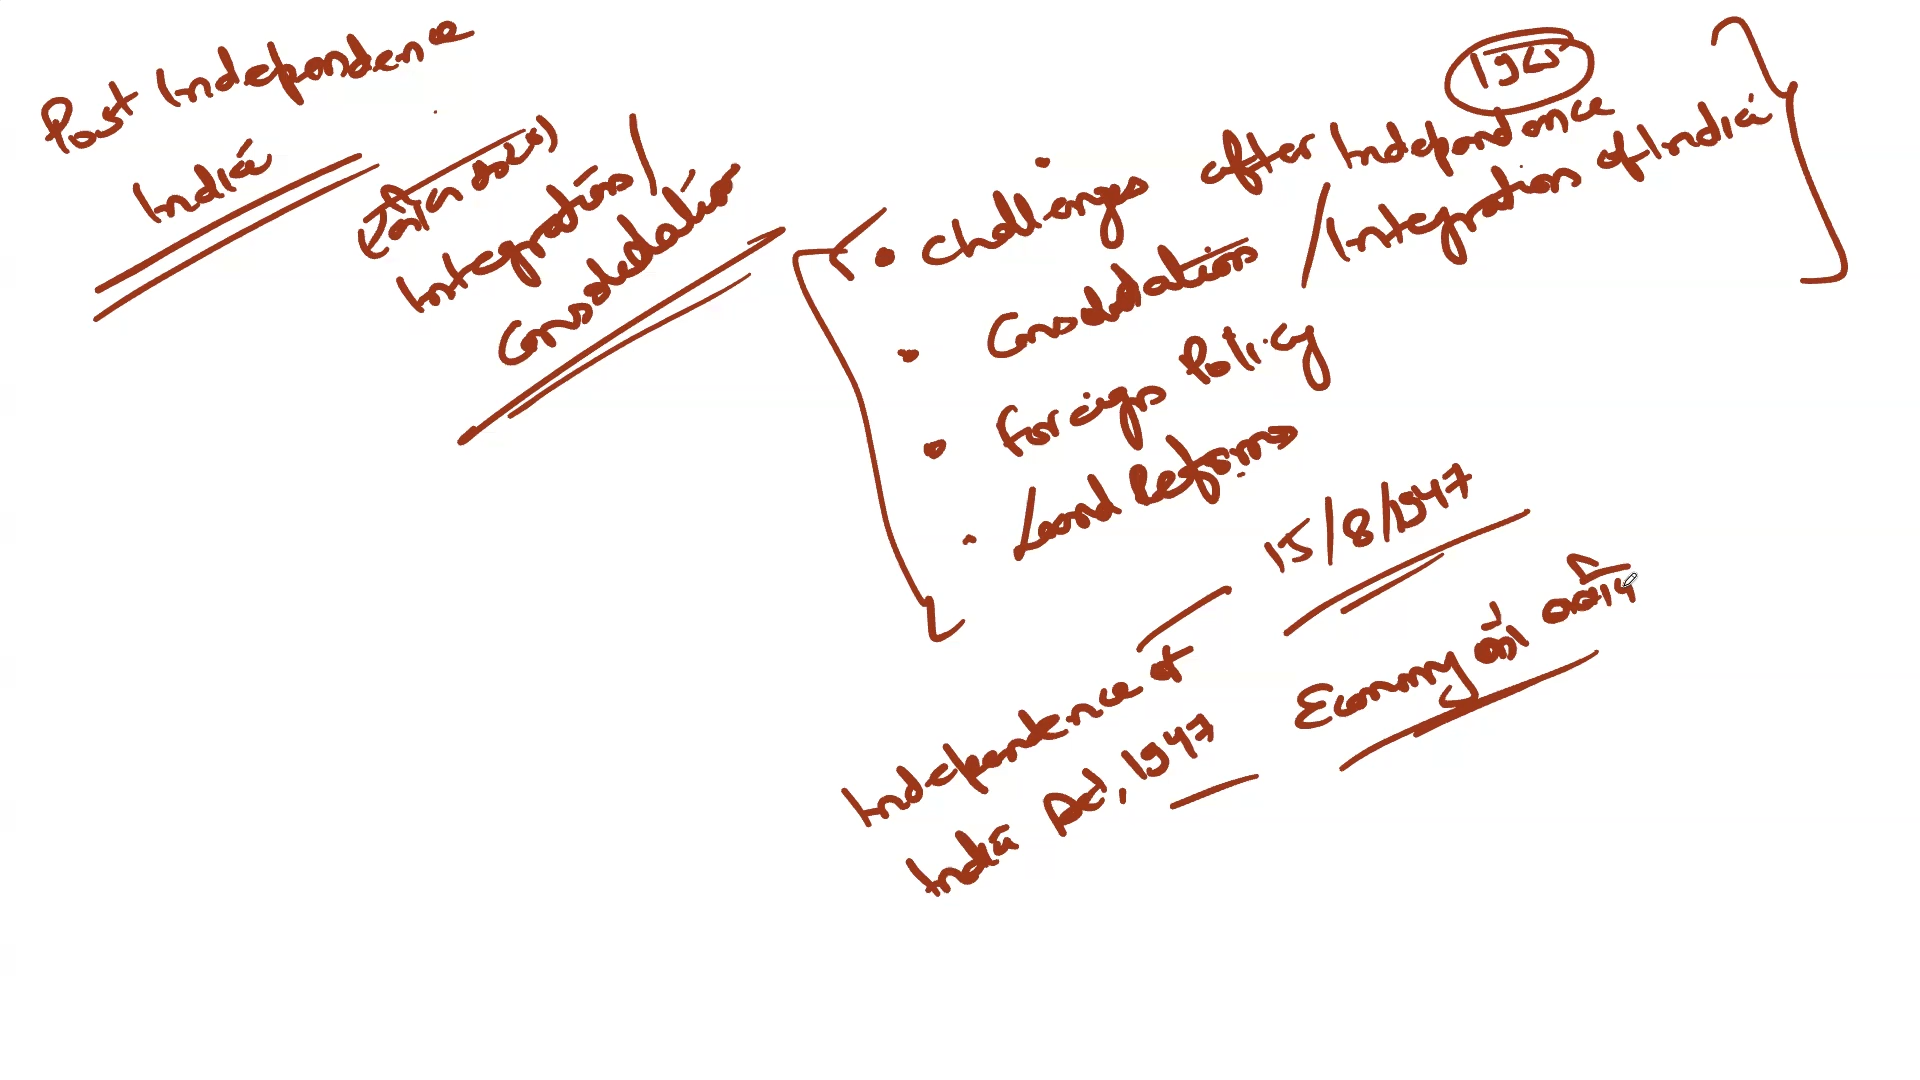 Post Independence
India
Integration/
Consolidation
• Challenges after Independence
• Consolidation / Integration of India
• Foreign Policy
• Land Reforms
15/8/1947
Independence of
India Act, 1947
Economy की